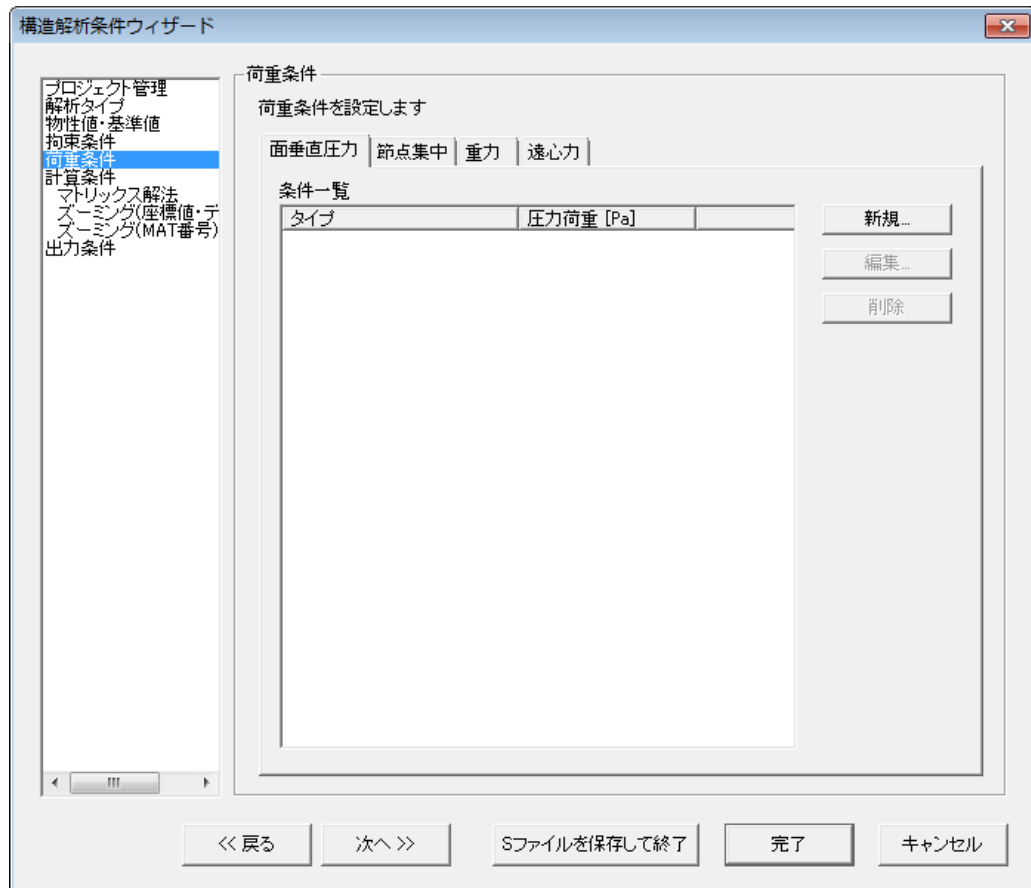 構造解析条件ウィザード
プロジェクト管理
解析タイプ
物性値・基準値
拘束条件
荷重条件
計算条件
マトリックス解法
ズーミング(座標値・デ
ズーミング(MAT番号)
出力条件
荷重条件
荷重条件を設定します
面垂直圧力 節点集中 重力 遠心力
条件一覧
タイプ 圧力荷重 [Pa]
新規...
編集...
削除
<< 戻る 次へ >> Sファイルを保存して終了 完了 キャンセル